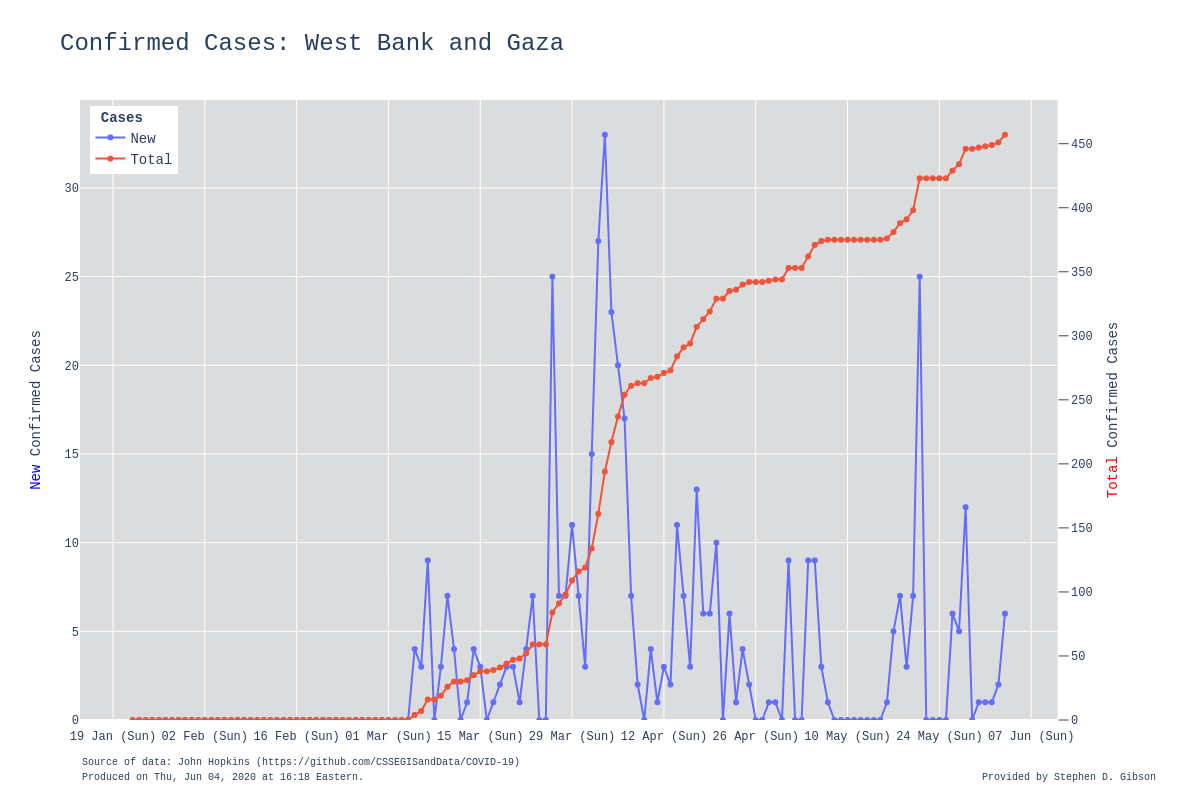 Confirmed Cases: West Bank and Gaza
Cases
New
Total
30
25
20
15
10
5
0
New Confirmed Cases
450
400
350
300
250
200
150
100
50
0
Total Confirmed Cases
19 Jan (Sun) 02 Feb (Sun) 16 Feb (Sun) 01 Mar (Sun) 15 Mar (Sun) 29 Mar (Sun) 12 Apr (Sun) 26 Apr (Sun) 10 May (Sun) 24 May (Sun) 07 Jun (Sun)
Source of data: John Hopkins (https://github.com/CSSEGISandData/COVID-19)
Produced on Thu, Jun 04, 2020 at 16:18 Eastern.
Provided by Stephen D. Gibson